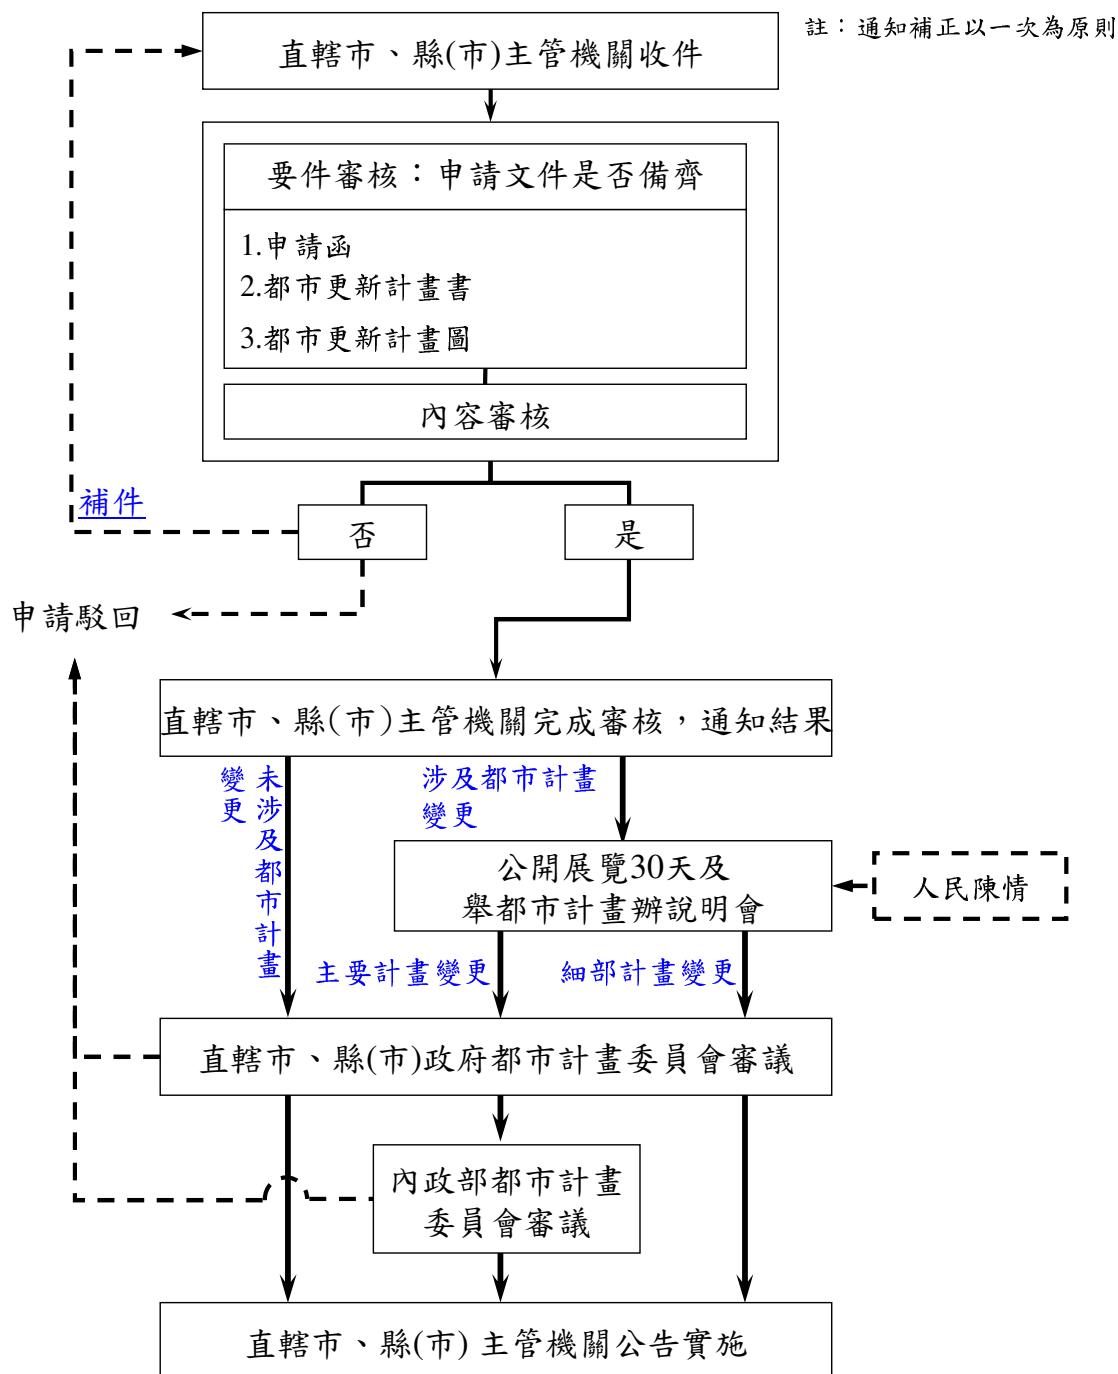 註：通知補正以一次為原則
直轄市、縣(市)主管機關收件
要件審核：申請文件是否備齊
1.申請函
2.都市更新計畫書
3.都市更新計畫圖
內容審核
補件
否
是
申請駁回
直轄市、縣(市)主管機關完成審核，通知結果
未涉及都市計畫
變更
涉及都市計畫
變更
公開展覽30天及
舉都市計畫辦說明會
人民陳情
主要計畫變更
細部計畫變更
直轄市、縣(市)政府都市計畫委員會審議
內政部都市計畫
委員會審議
直轄市、縣(市) 主管機關公告實施